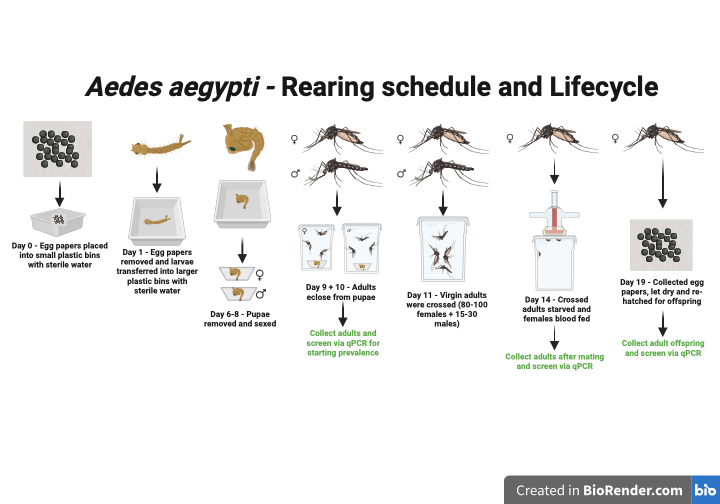 Aedes aegypti - Rearing schedule and Lifecycle
♀
♂
♀
♂
♀
♀
Day 0 - Egg papers placed
into small plastic bins
with sterile water
Day 1 - Egg papers
removed and larvae
transferred into larger
plastic bins with
sterile water
♀
♂
Day 6-8 - Pupae
removed and sexed
♀
♂
Day 9 + 10 - Adults
eclose from pupae
Collect adults and
screen via qPCR for
starting prevalence
Day 11 - Virgin adults
were crossed (80-100
females + 15-30
males)
Day 14 - Crossed
adults starved and
females blood fed
Collect adults after mating
and screen via qPCR
Day 19 - Collected egg
papers, let dry and re-
hatched for offspring
Collect adult offspring
and screen via qPCR
Created in BioRender.com
bio